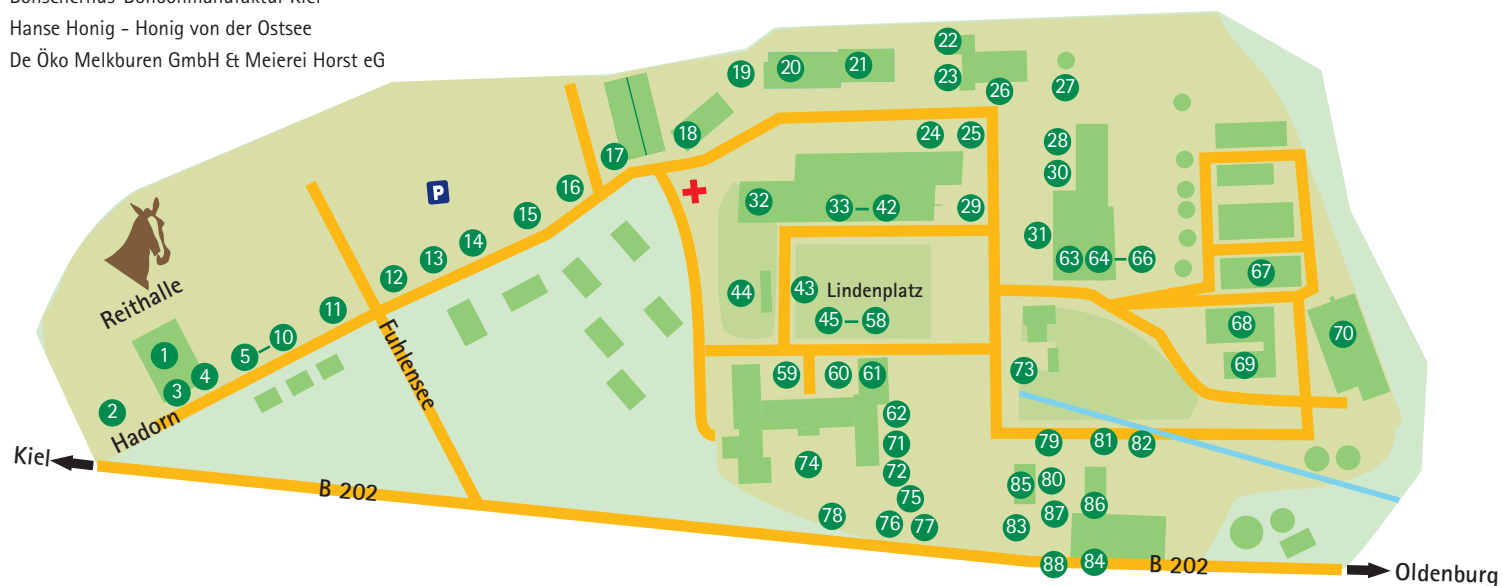 Hanse Honig - Honig von der Ostsee
De Öko Melkburen GmbH & Meierei Horst eG
22
19 20 21 23
26 27
18 24 25 28
17 30
P 16 32 33 – 42 29
15 31
14 63 64 – 66
13
12 67
Reithalle 44 43 Lindenplatz
11 45 – 58 68
5 – 10 70
1 4 Fuhlensee 59 60 61 73 69
3
2 Hadorn 62
71 79 81 82
Kiel 74 72 85 80
B 202 75 87 86
78 76 77 83
88 84 B 202
Oldenburg